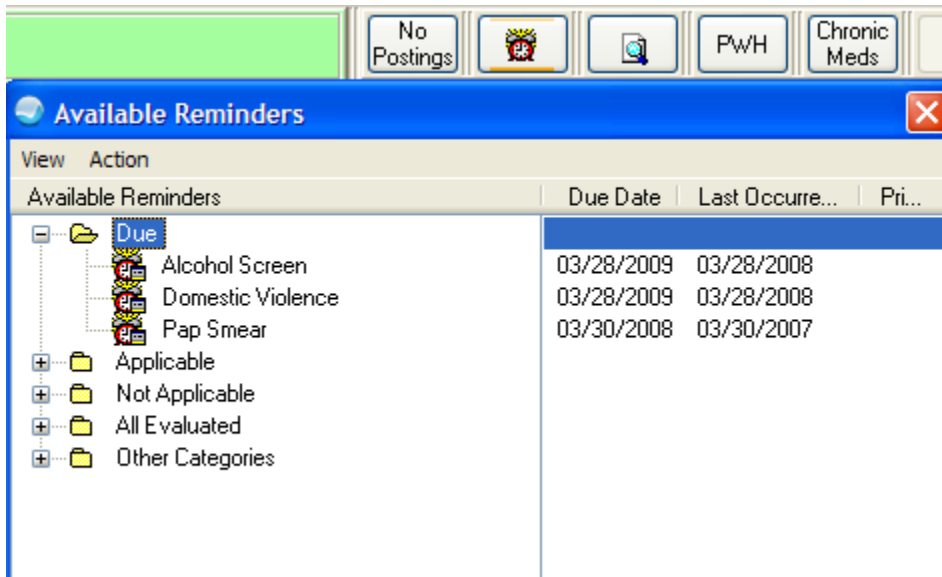 No Postings PWH Chronic Meds
Available Reminders
View Action
Available Reminders Due Date Last Occurre... Pri...
Due
Alcohol Screen 03/28/2009 03/28/2008
Domestic Violence 03/28/2009 03/28/2008
Pap Smear 03/30/2008 03/30/2007
Applicable
Not Applicable
All Evaluated
Other Categories